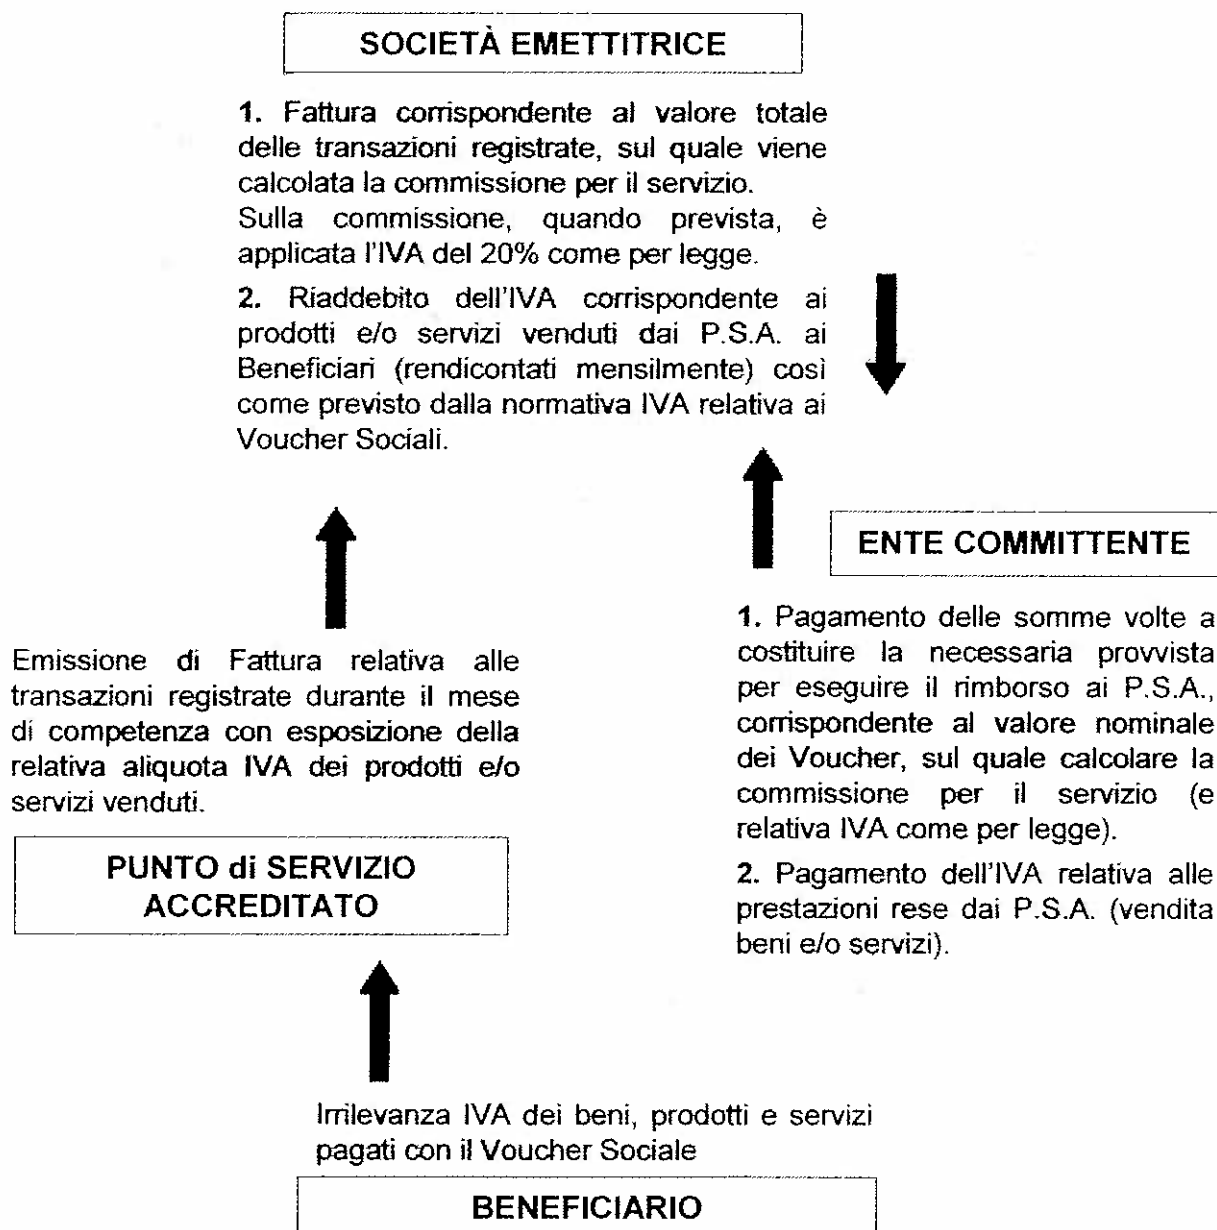 SOCIETÀ EMETTITRICE
1. Fattura corrispondente al valore totale
delle transazioni registrate, sul quale viene
calcolata la commissione per il servizio.
Sulla commissione, quando prevista, è
applicata l'IVA del 20% come per legge.
2. Riaddebito dell'IVA corrispondente ai
prodotti e/o servizi venduti dai P.S.A. ai
Beneficiari (rendicontati mensilmente) così
come previsto dalla normativa IVA relativa ai
Voucher Sociali.
ENTE COMMITTENTE
1. Pagamento delle somme volte a
costituire la necessaria provvista
per eseguire il rimborso ai P.S.A.,
corrispondente al valore nominale
dei Voucher, sul quale calcolare la
commissione per il servizio (e
relativa IVA come per legge).
2. Pagamento dell'IVA relativa alle
prestazioni rese dai P.S.A. (vendita
beni e/o servizi).
Emissione di Fattura relativa alle
transazioni registrate durante il mese
di competenza con esposizione della
relativa aliquota IVA dei prodotti e/o
servizi venduti.
PUNTO di SERVIZIO
ACCREDITATO
Irrilevanza IVA dei beni, prodotti e servizi
pagati con il Voucher Sociale
BENEFICIARIO